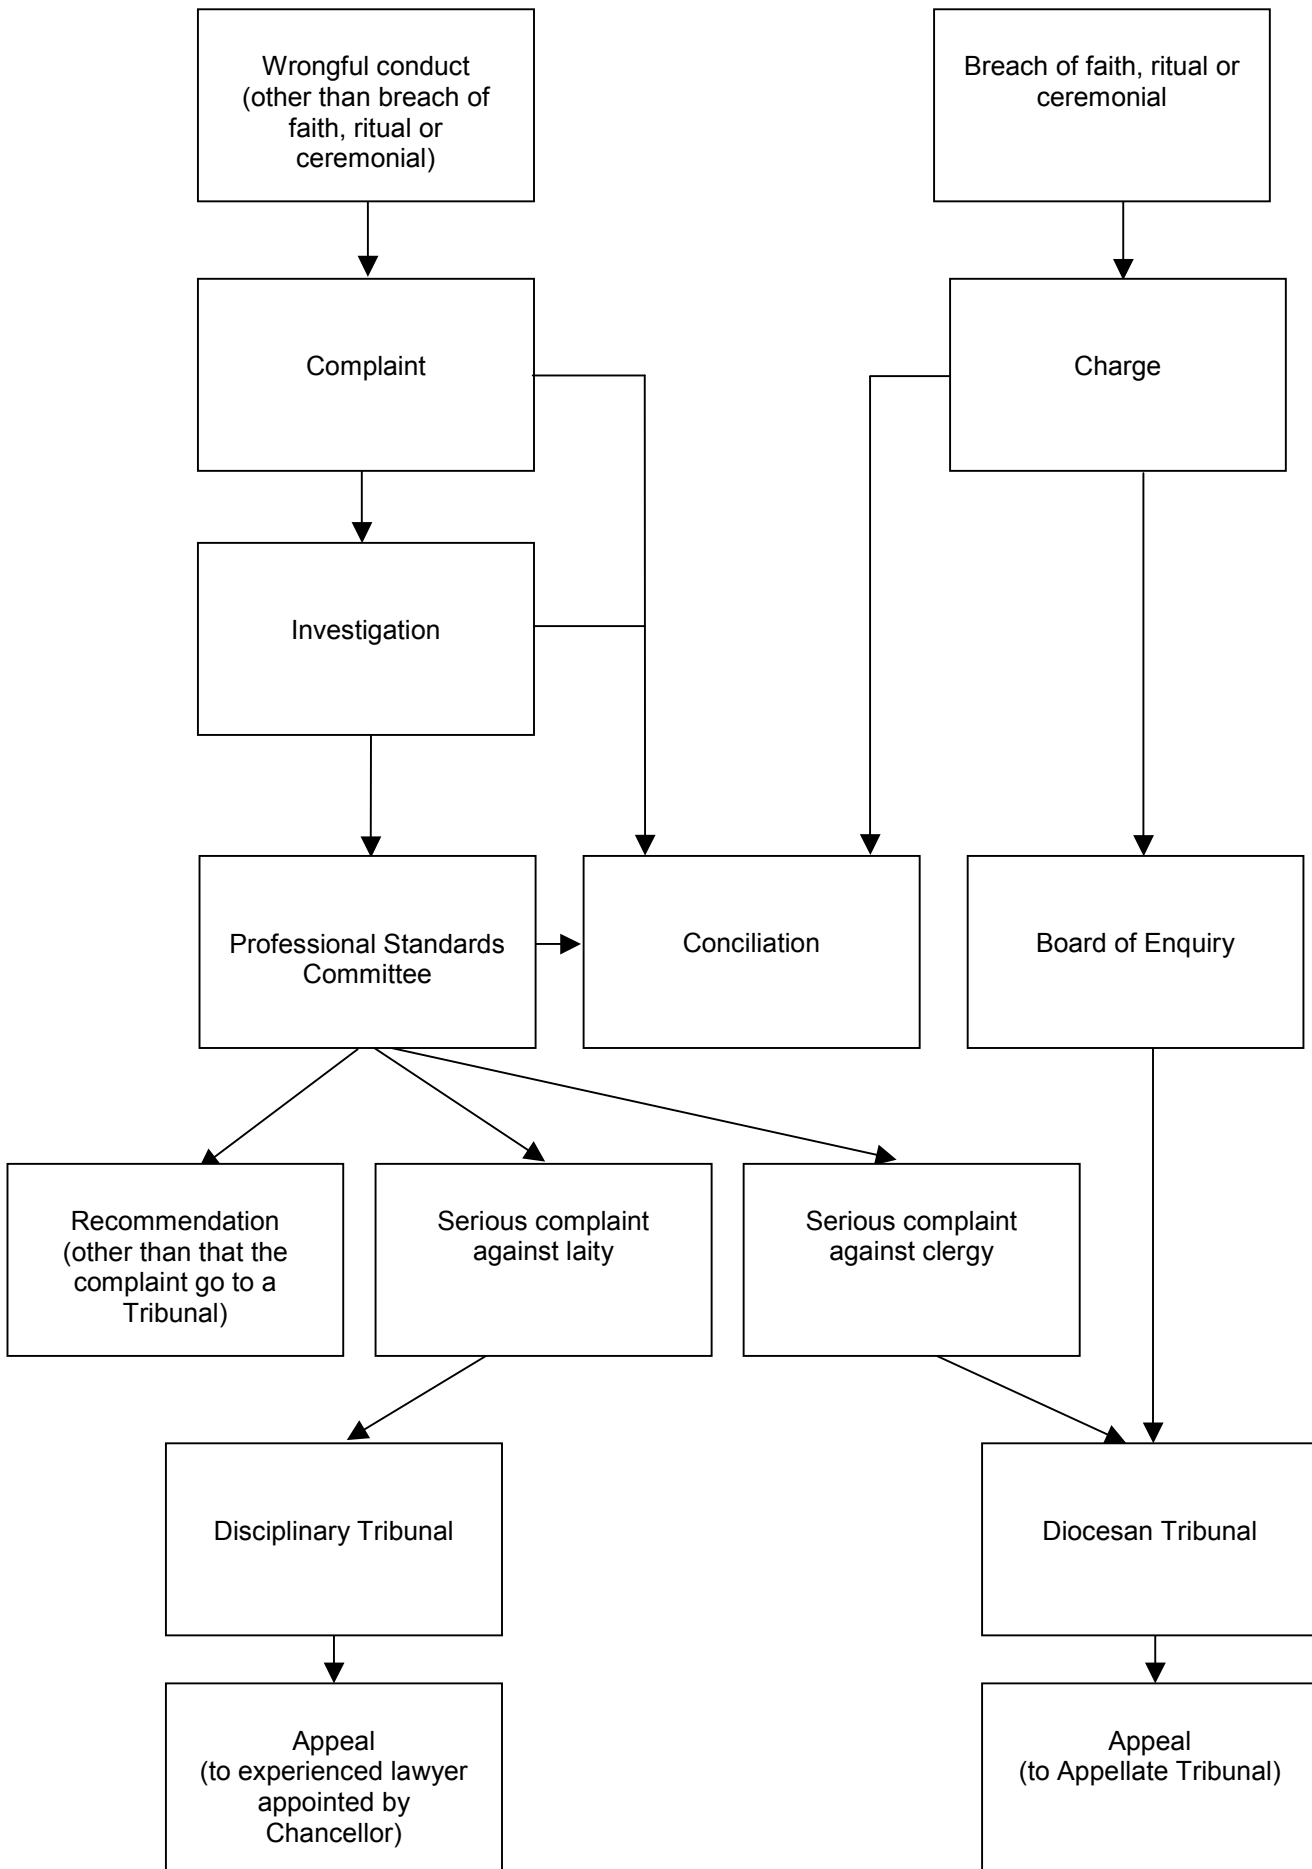 Wrongful conduct
(other than breach of
faith, ritual or
ceremonial)
Breach of faith, ritual or
ceremonial
Complaint
Charge
Investigation
Professional Standards
Committee
Conciliation
Board of Enquiry
Recommendation
(other than that the
complaint go to a
Tribunal)
Serious complaint
against laity
Serious complaint
against clergy
Disciplinary Tribunal
Diocesan Tribunal
Appeal
(to experienced lawyer
appointed by
Chancellor)
Appeal
(to Appellate Tribunal)